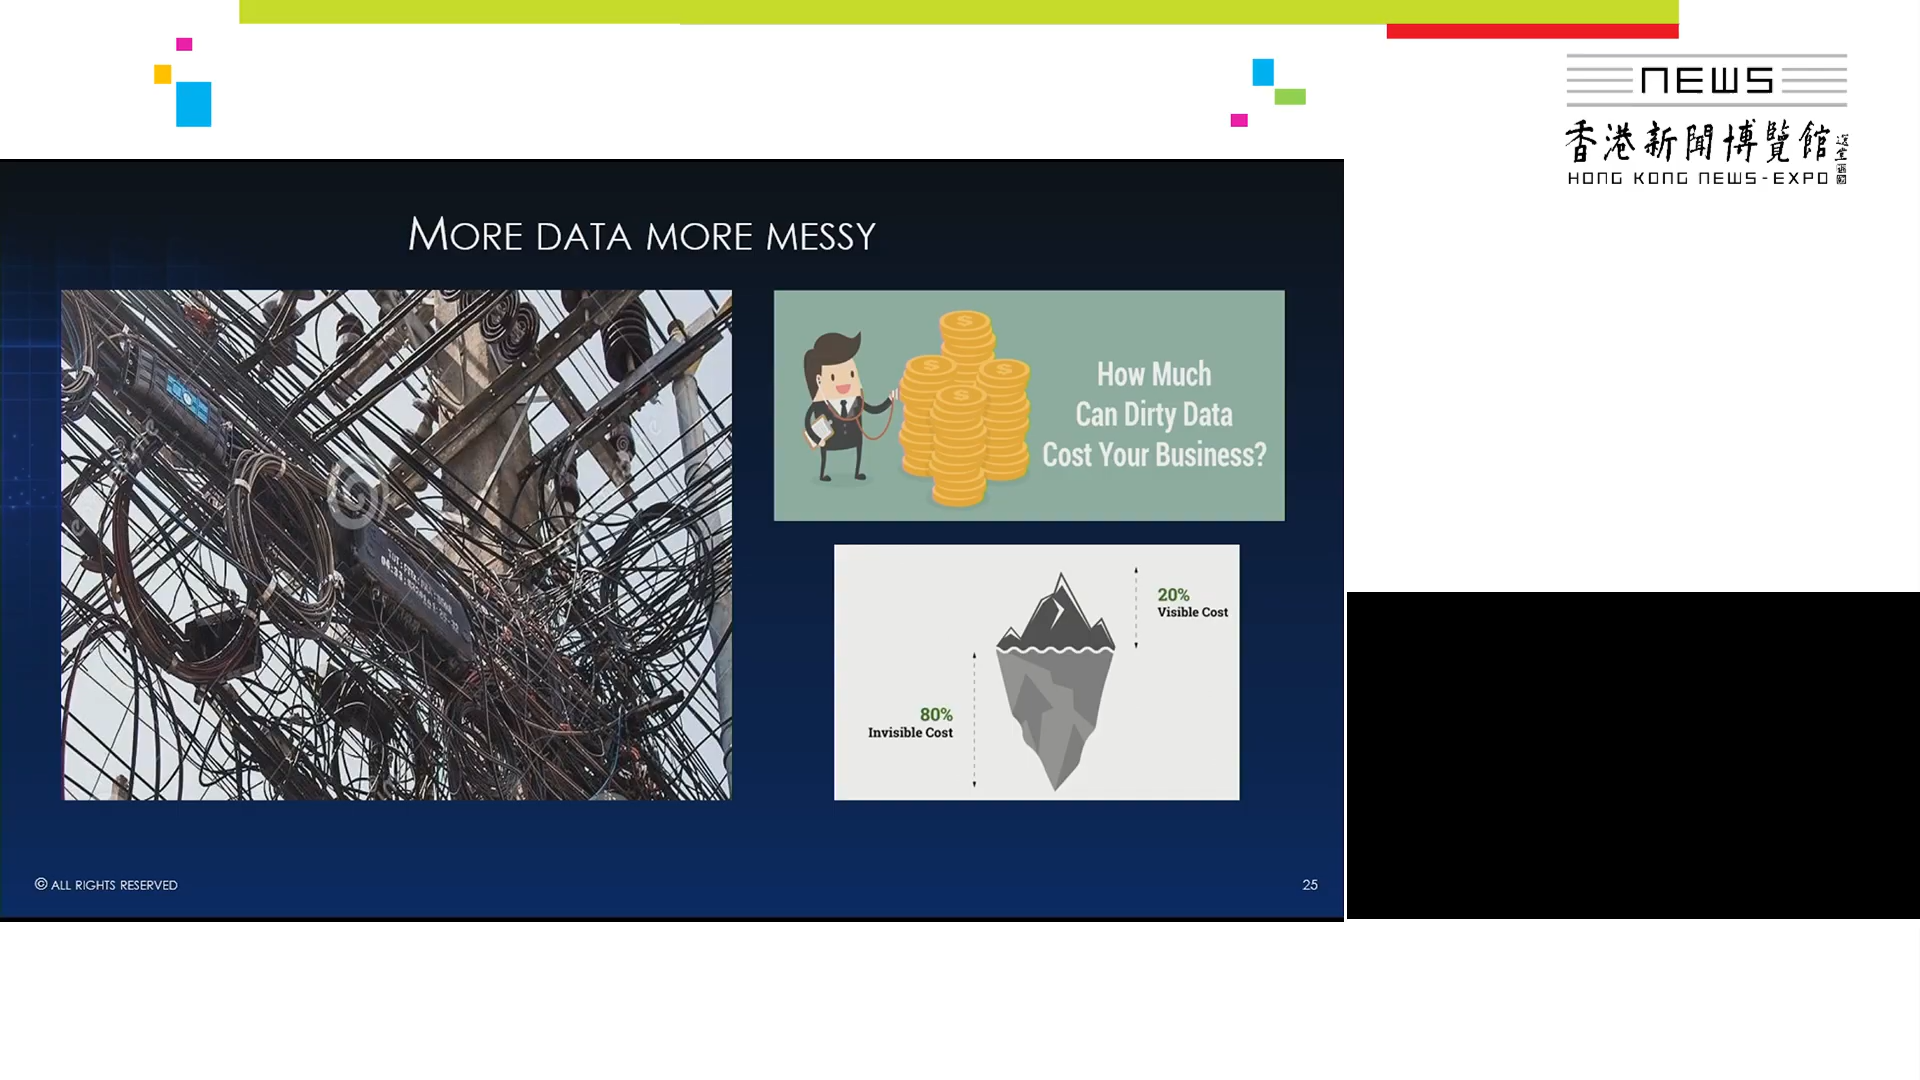 NEWS
香港新聞博覽館
HONG KONG NEWS-EXPO
MORE DATA MORE MESSY
How Much
Can Dirty Data
Cost Your Business?
20%
Visible Cost
80%
Invisible Cost
© ALL RIGHTS RESERVED
25